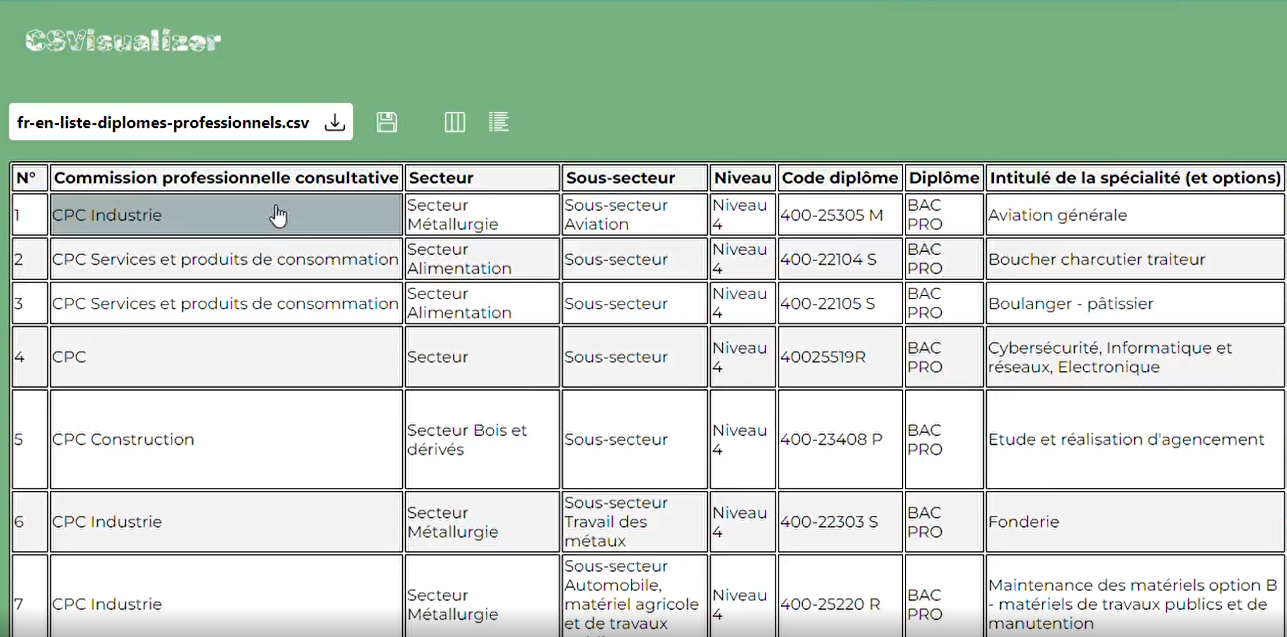 CSVisualizer
fr-en-liste-diplomes-professionnels.csv
N° Commission professionnelle consultative Secteur Sous-secteur Niveau Code diplôme Diplôme Intitulé de la spécialité (et options)
1 CPC Industrie Secteur Métallurgie Sous-secteur Aviation Niveau 4 400-25305 M BAC PRO Aviation générale
2 CPC Services et produits de consommation Secteur Alimentation Sous-secteur Niveau 4 400-22104 S BAC PRO Boucher charcutier traiteur
3 CPC Services et produits de consommation Secteur Alimentation Sous-secteur Niveau 4 400-22105 S BAC PRO Boulanger - pâtissier
4 CPC Secteur Sous-secteur Niveau 4 40025519R BAC PRO Cybersécurité, Informatique et réseaux, Electronique
5 CPC Construction Secteur Bois et dérivés Sous-secteur Niveau 4 400-23408 P BAC PRO Etude et réalisation d'agencement
6 CPC Industrie Secteur Métallurgie Sous-secteur Travail des métaux Niveau 4 400-22303 S BAC PRO Fonderie
7 CPC Industrie Secteur Métallurgie Sous-secteur Automobile, matériel agricole et de travaux Niveau 4 400-25220 R BAC PRO Maintenance des matériels option B - matériels de travaux publics et de manutention